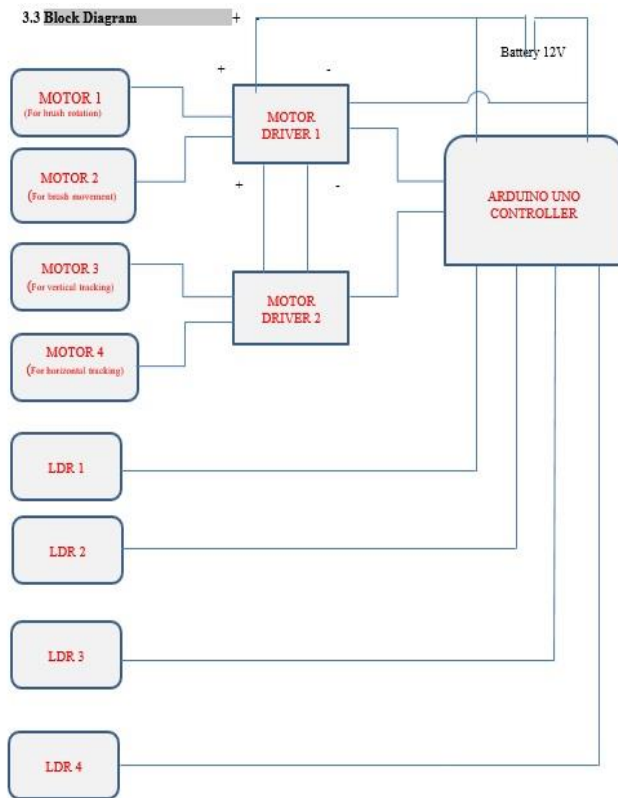 3.3 Block Diagram
+
Battery 12V
+ -
MOTOR 1
(For brush rotation)
MOTOR
DRIVER 1
MOTOR 2
(For brush movement)
+ -
ARDUINO UNO
CONTROLLER
MOTOR 3
(For vertical tracking)
MOTOR
DRIVER 2
MOTOR 4
(For horizontal tracking)
LDR 1
LDR 2
LDR 3
LDR 4